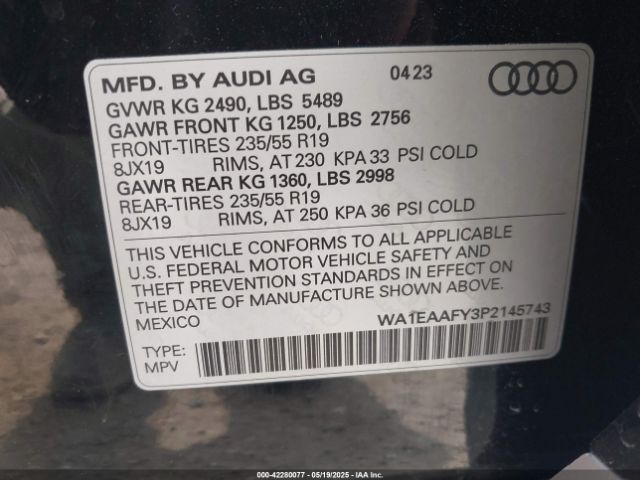 MFD. BY AUDI AG 04 23
GVWR KG 2490, LBS 5489
GAWR FRONT KG 1250, LBS 2756
FRONT-TIRES 235/55 R19
8JX19 RIMS, AT 230 KPA 33 PSI COLD
GAWR REAR KG 1360, LBS 2998
REAR-TIRES 235/55 R19
8JX19 RIMS, AT 250 KPA 36 PSI COLD
THIS VEHICLE CONFORMS TO ALL APPLICABLE
U.S. FEDERAL MOTOR VEHICLE SAFETY AND
THEFT PREVENTION STANDARDS IN EFFECT ON
THE DATE OF MANUFACTURE SHOWN ABOVE.
MEXICO WA1EAAFY3P2145743
TYPE:
MPV
000-42280077 - 05/19/2025 - IAAI.com